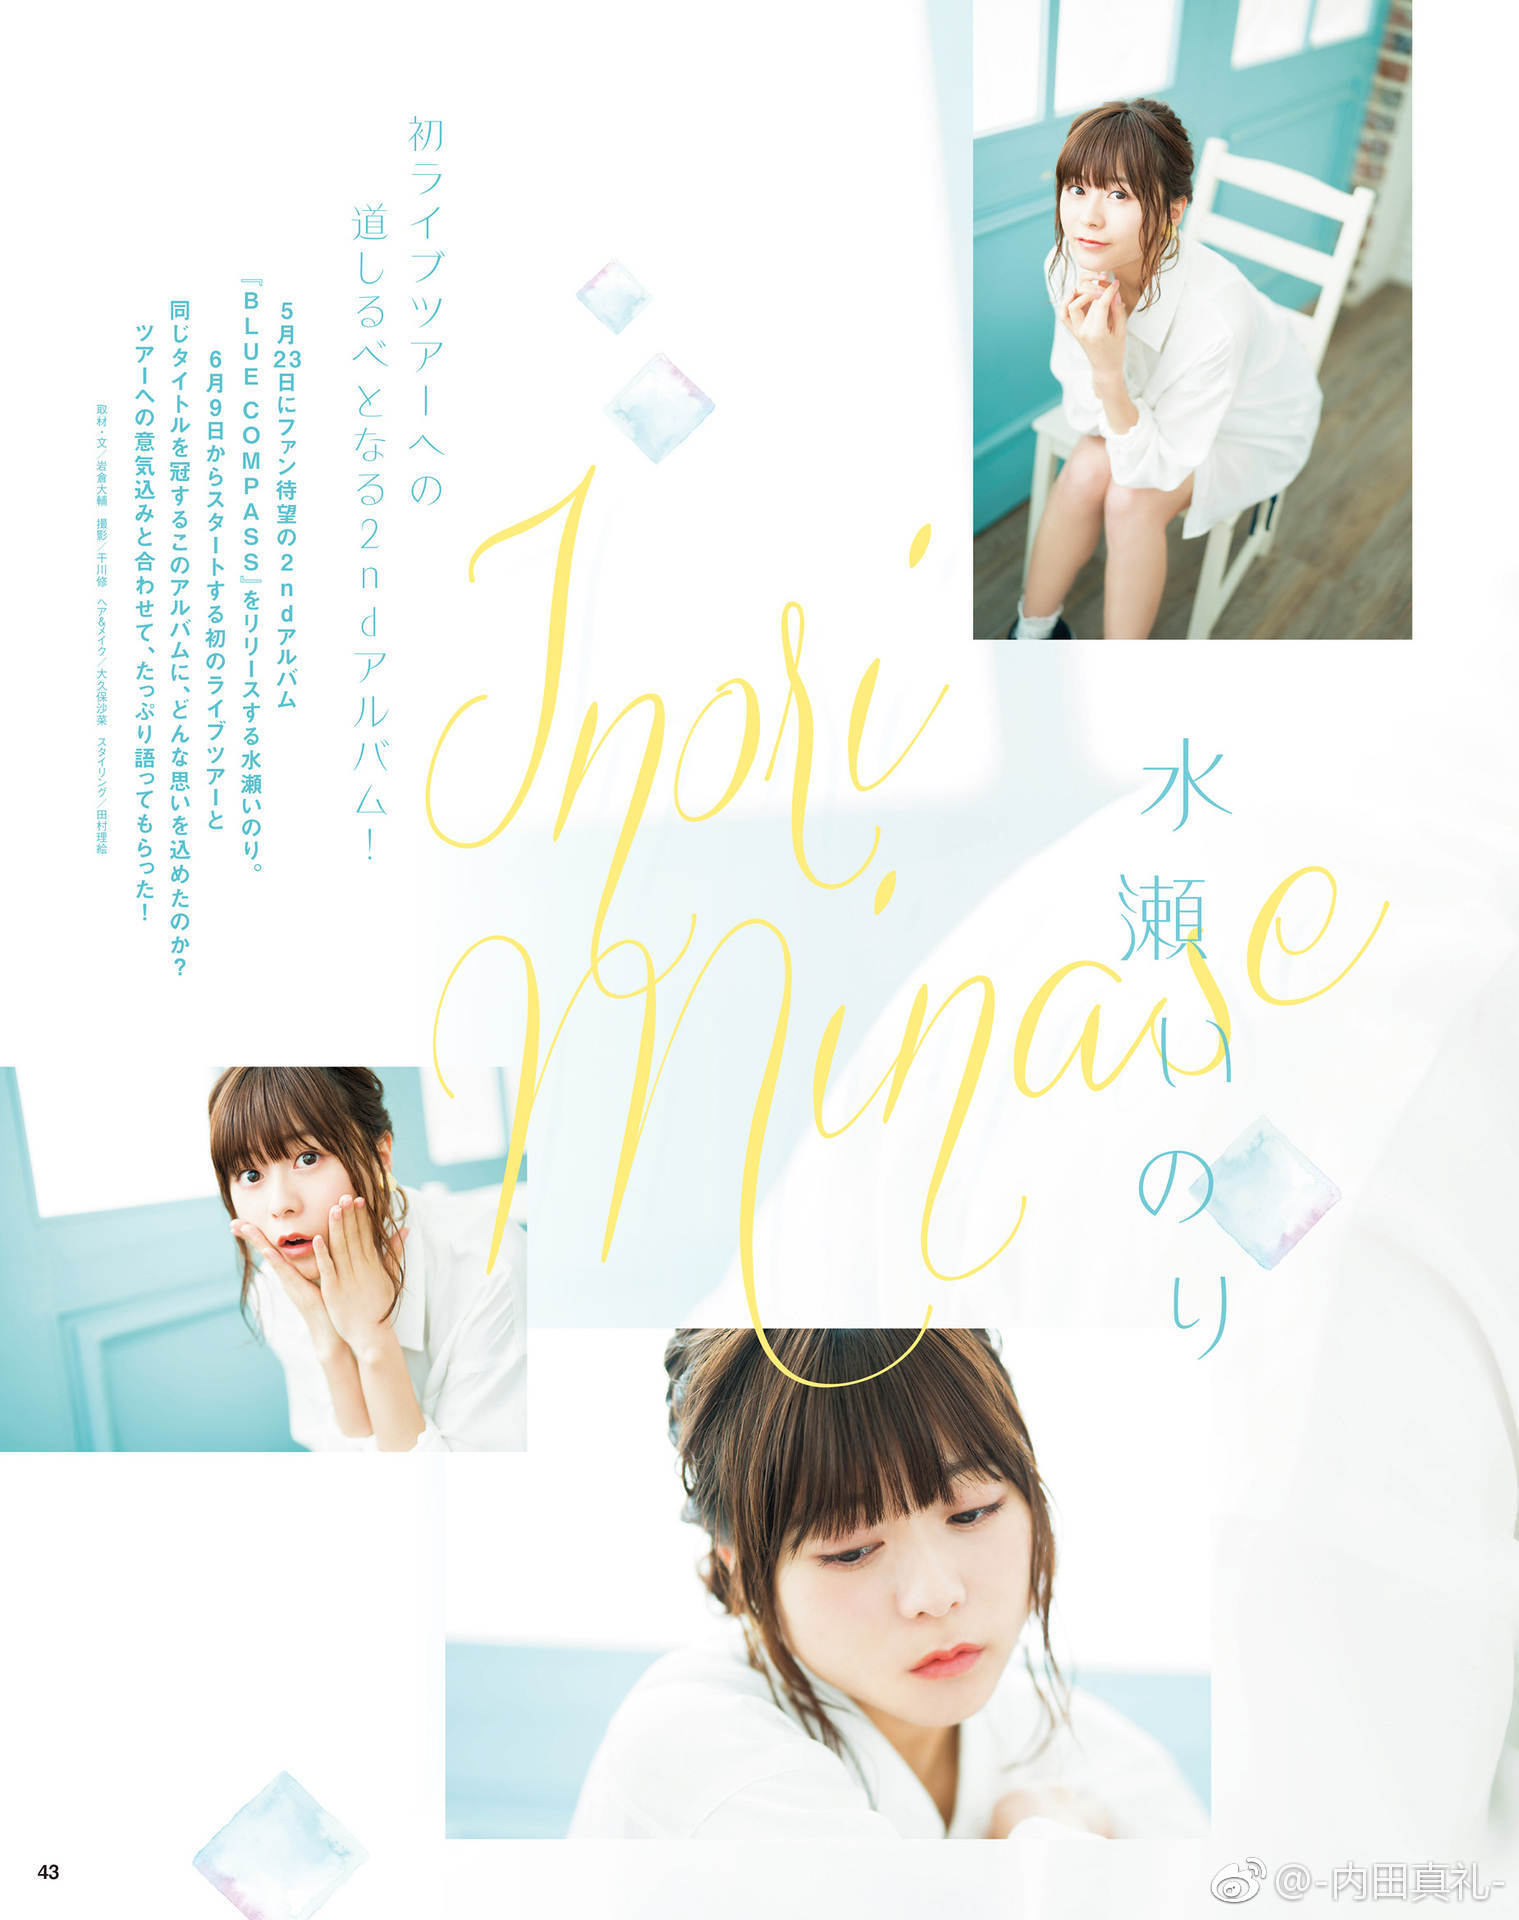 初ライブツアーへの
道しるべとなる2ndアルバム!
5月23日にファン待望の2ndアルバム
『BLUE COMPASS』をリリースする水瀬いのり。
6月9日からスタートする初のライブツアーと
同じタイトルを冠するこのアルバムに、どんな思いを込めたのか?
ツアーへの意気込みと合わせて、たっぷり語ってもらった!
取材・文/岩倉大輔 撮影/干川修 ヘア&メイク/大久保沙菜 スタイリング/田村理絵
Inori
Minase
水瀬いのり
43
@-内田真礼-